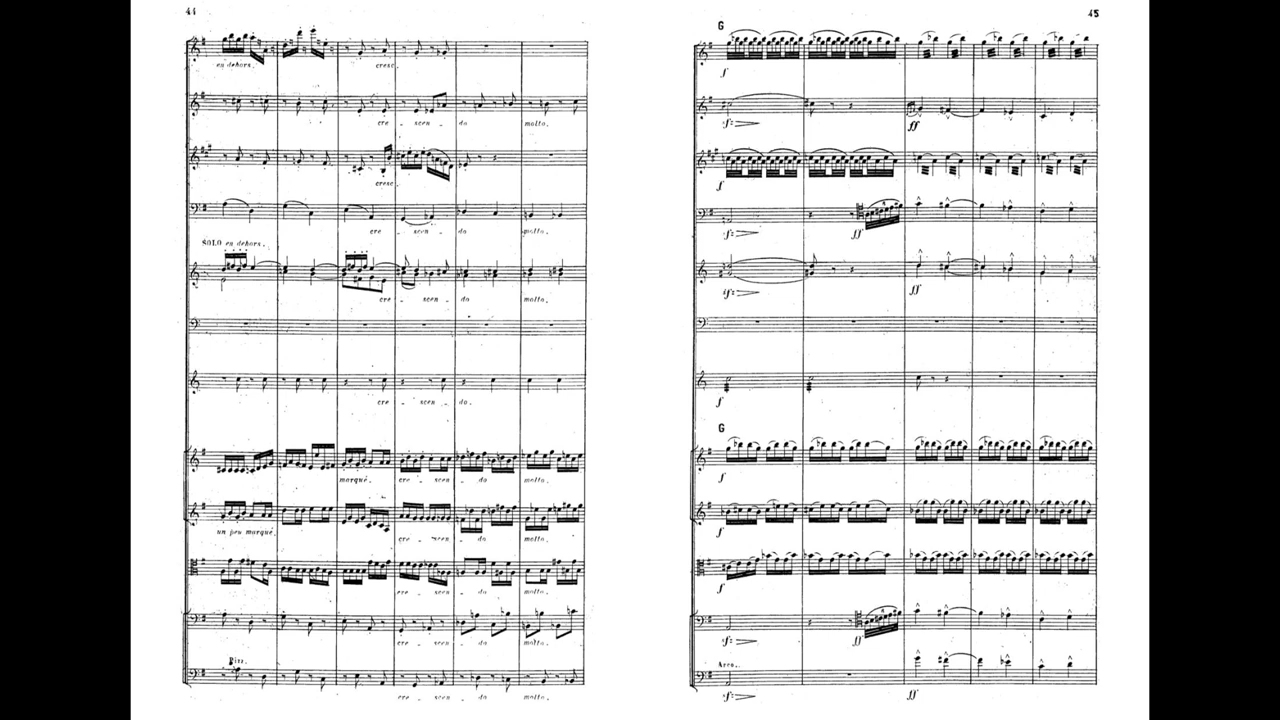 44
en dehors. cresc.
cre - scen - do molto.
cresc.
cre - scen - do molto.
SOLO en dehors.
cre - scen - do molto.
cre - scen - do.
marqué. cre - scen - do molto.
un peu marqué. cre - scen - do molto.
cre - scen - do molto.
cre - scen - do molto.
Pizz.
cre - scen - do molto.
45
G
f
sf ff
f
sf ff
sf ff
f
G
f
f
f
sf ff
Arco.
sf ff